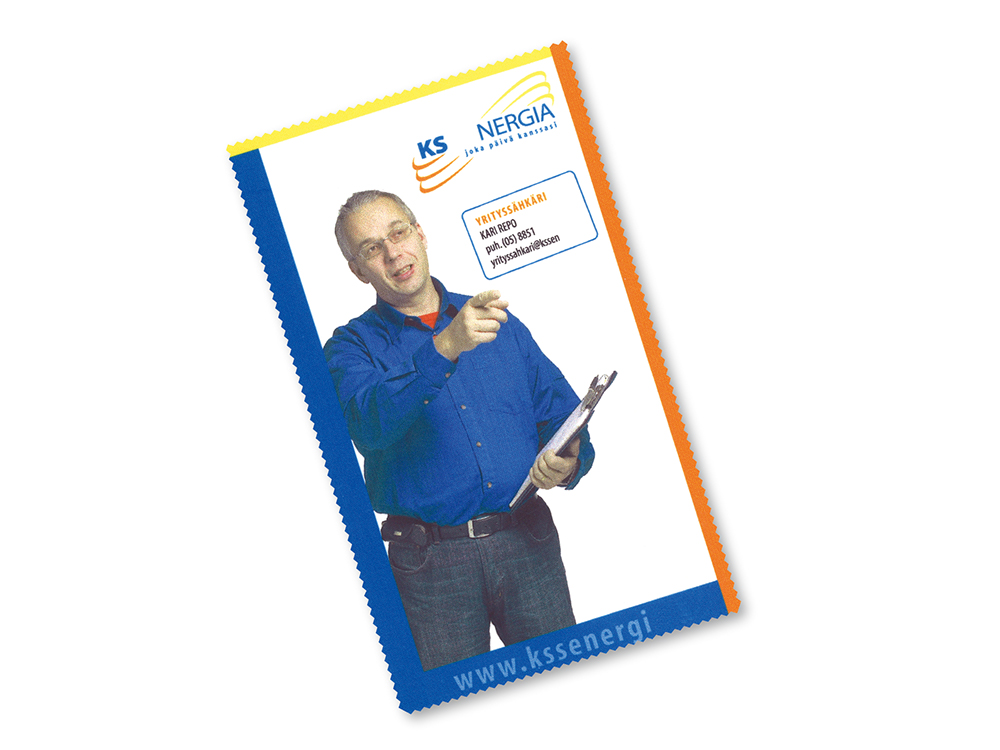 KS NERGIA
joka päivä kanssasi
YRITYSSÄHKÄRI
KARI REPO
puh. (05) 8851
yrityssahkari@kssen
www.kssenergi